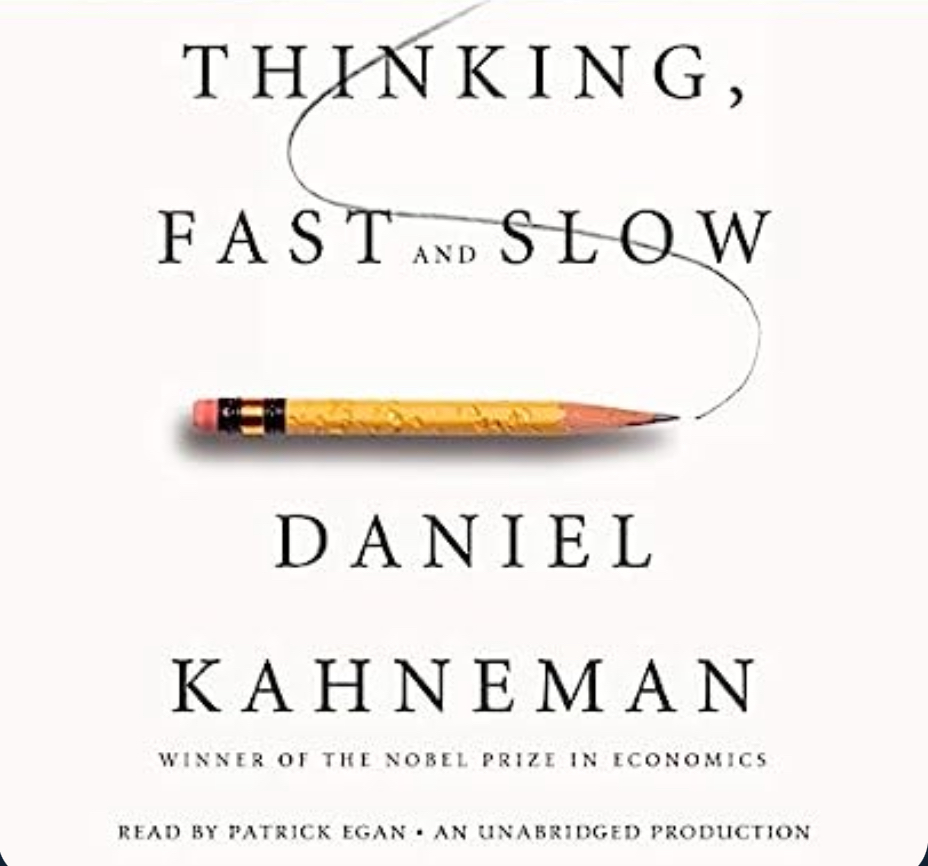 THINKING,
FAST AND SLOW
DANIEL
KAHNEMAN
WINNER OF THE NOBEL PRIZE IN ECONOMICS
READ BY PATRICK EGAN • AN UNABRIDGED PRODUCTION